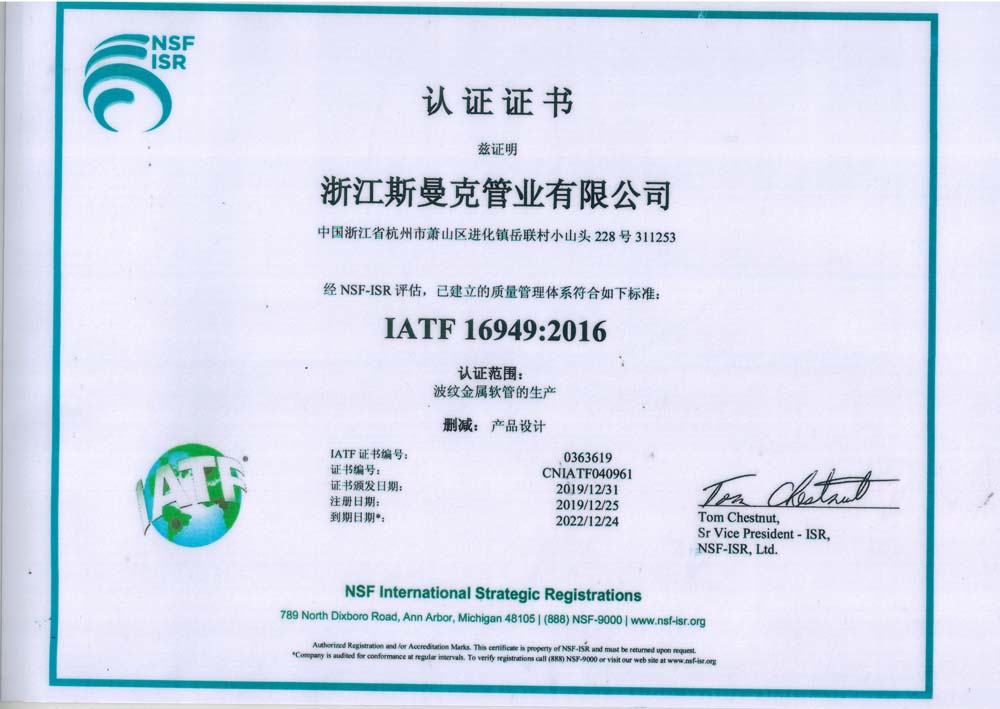 NSF
ISR
认证证书
兹证明
浙江斯曼克管业有限公司
中国浙江省杭州市萧山区进化镇岳联村小山头 228 号 311253
经 NSF-ISR 评估，已建立的质量管理体系符合如下标准：
IATF 16949:2016
认证范围：
波纹金属软管的生产
删减： 产品设计
IATF 证书编号: 0363619
证书编号: CNIATF040961
证书颁发日期: 2019/12/31
注册日期: 2019/12/25
到期日期*: 2022/12/24
IATF
Tom Chestnut
Tom Chestnut,
Sr Vice President - ISR,
NSF-ISR, Ltd.
NSF International Strategic Registrations
789 North Dixboro Road, Ann Arbor, Michigan 48105 | (888) NSF-9000 | www.nsf-isr.org
Authorized Registration and /or Accreditation Marks. This certificate is property of NSF-ISR and must be returned upon request.
*Company is audited for conformance at regular intervals. To verify registrations call (888) NSF-9000 or visit our web site at www.nsf-isr.org